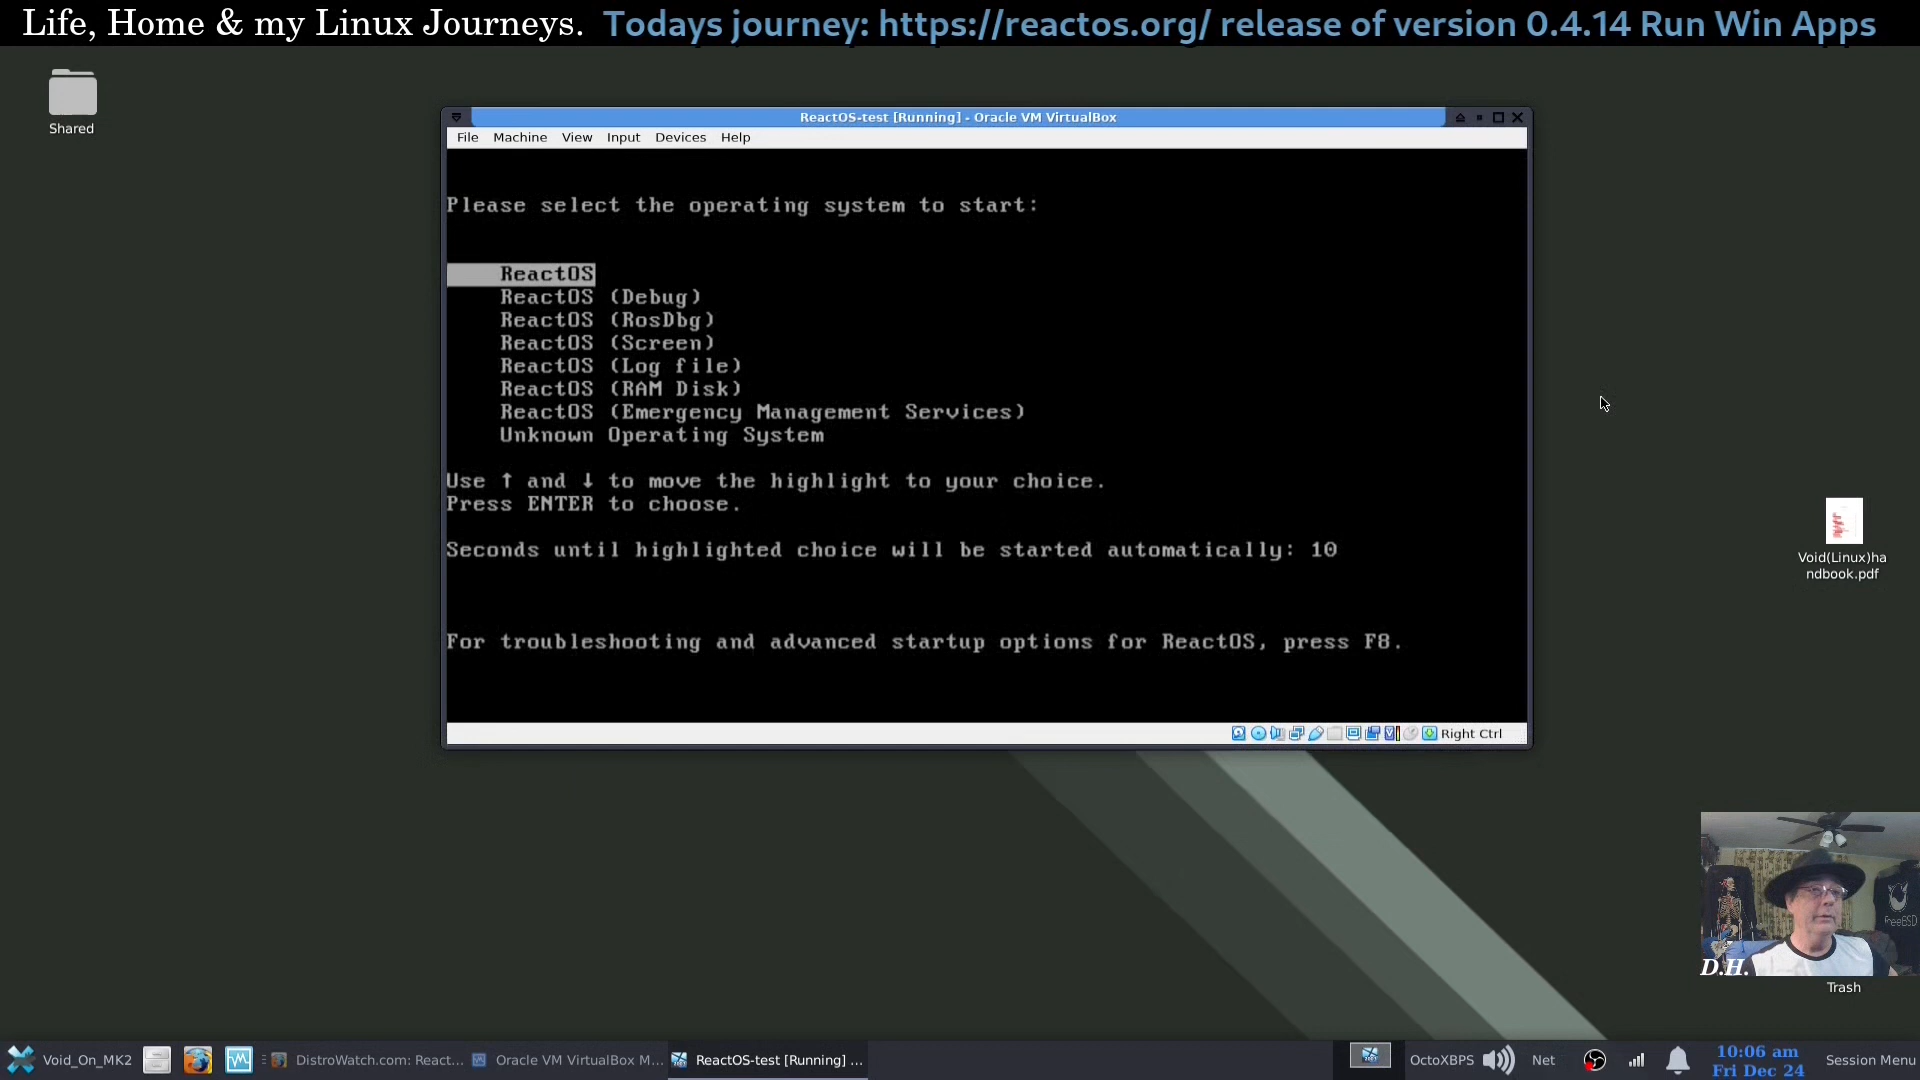 Life, Home & my Linux Journeys. Todays journey: https://reactos.org/ release of version 0.4.14 Run Win Apps
Shared
ReactOS-test [Running] - Oracle VM VirtualBox
File Machine View Input Devices Help
Please select the operating system to start:
ReactOS
ReactOS (Debug)
ReactOS (RosDbg)
ReactOS (Screen)
ReactOS (Log file)
ReactOS (RAM Disk)
ReactOS (Emergency Management Services)
Unknown Operating System
Use ↑ and ↓ to move the highlight to your choice.
Press ENTER to choose.
Seconds until highlighted choice will be started automatically: 10
For troubleshooting and advanced startup options for ReactOS, press F8.
Right Ctrl
Void(Linux)ha
ndbook.pdf
freeBSD
D.H.
Trash
Void_On_MK2 DistroWatch.com: React... Oracle VM VirtualBox M... ReactOS-test [Running] ... OctoXBPS Net 10:06 am Session Menu
Fri Dec 24